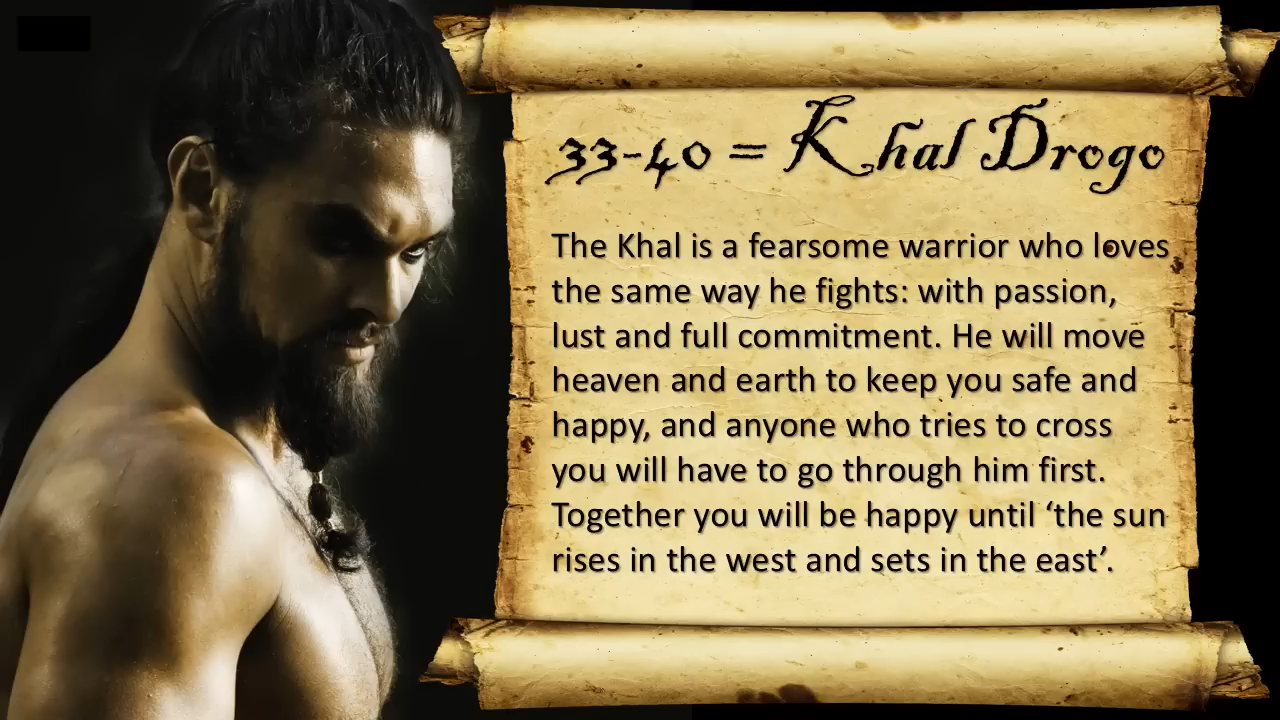 33-40 = Khal Drogo
The Khal is a fearsome warrior who loves
the same way he fights: with passion,
lust and full commitment. He will move
heaven and earth to keep you safe and
happy, and anyone who tries to cross
you will have to go through him first.
Together you will be happy until ‘the sun
rises in the west and sets in the east’.